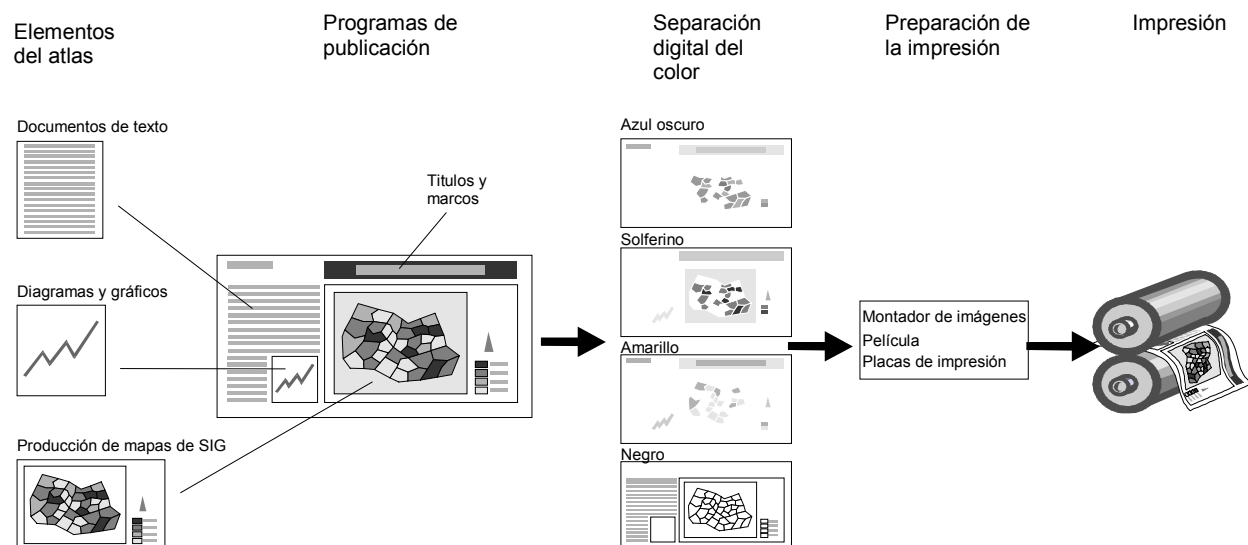 Elementos
del atlas
Programas de
publicación
Separación
digital del
color
Preparación de
la impresión
Impresión
Documentos de texto
Diagramas y gráficos
Producción de mapas de SIG
Titulos y
marcos
Azul oscuro
Solferino
Amarillo
Negro
Montador de imágenes
Película
Placas de impresión